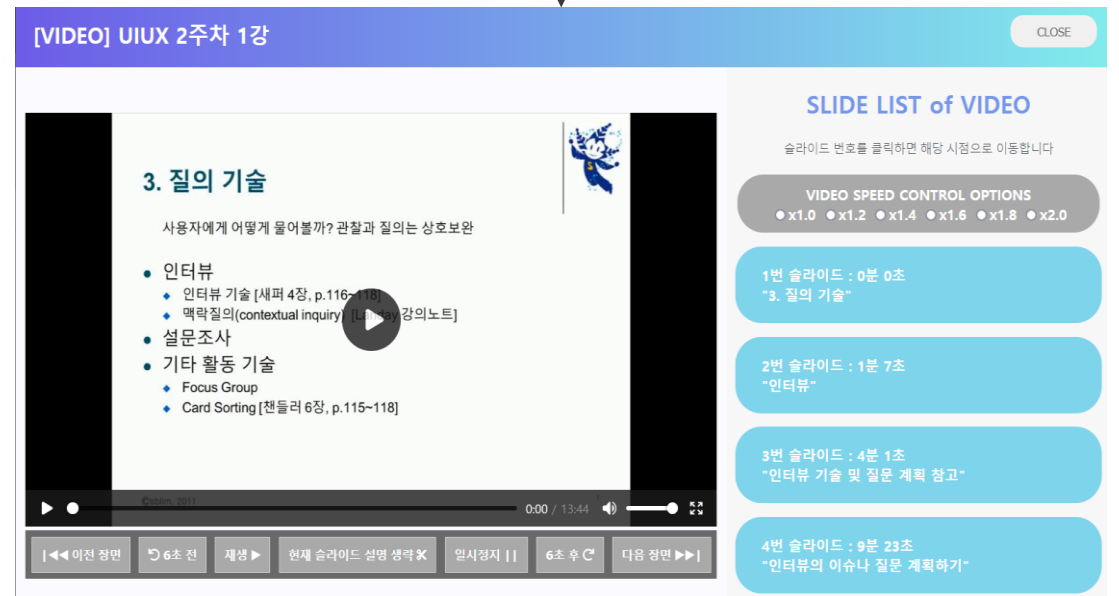 [VIDEO] UIUX 2주차 1강
CLOSE
3. 질의 기술
사용자에게 어떻게 물어볼까? 관찰과 질의는 상호보완
인터뷰
인터뷰 기술 [새퍼 4장, p.116~118]
맥락질의(contextual inquiry) [Landay 강의노트]
설문조사
기타 활동 기술
Focus Group
Card Sorting [챈들러 6장, p.115~118]
©sblim, 2011
1
0:00 / 13:44
이전 장면
6초 전
재생
현재 슬라이드 설명 생략
일시정지
6초 후
다음 장면
SLIDE LIST of VIDEO
슬라이드 번호를 클릭하면 해당 시점으로 이동합니다
VIDEO SPEED CONTROL OPTIONS
x1.0 x1.2 x1.4 x1.6 x1.8 x2.0
1번 슬라이드 : 0분 0초
"3. 질의 기술"
2번 슬라이드 : 1분 7초
"인터뷰"
3번 슬라이드 : 4분 1초
"인터뷰 기술 및 질문 계획 참고"
4번 슬라이드 : 9분 23초
"인터뷰의 이슈나 질문 계획하기"